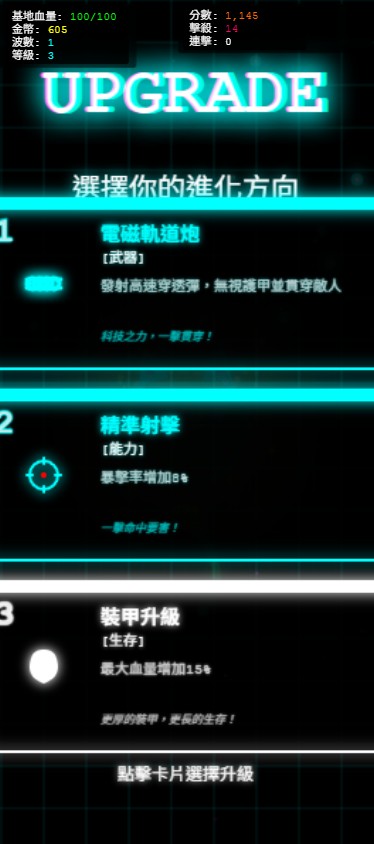 基地血量: 100/100
金幣: 605
波數: 1
等級: 3
分數: 1,145
擊殺: 14
連擊: 0
UPGRADE
選擇你的進化方向
1
電磁軌道炮
[武器]
發射高速穿透彈，無視護甲並貫穿敵人
科技之力，一擊貫穿！
2
精準射擊
[能力]
暴擊率增加8%
一擊命中要害！
3
裝甲升級
[生存]
最大血量增加15%
更厚的裝甲，更長的生存！
點擊卡片選擇升級